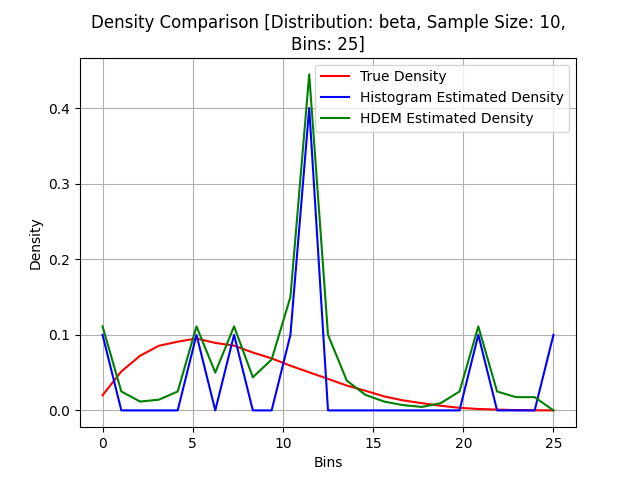 Density Comparison [Distribution: beta, Sample Size: 10,
Bins: 25]
True Density
Histogram Estimated Density
HDEM Estimated Density
Density
0.4
0.3
0.2
0.1
0.0
0 5 10 15 20 25
Bins